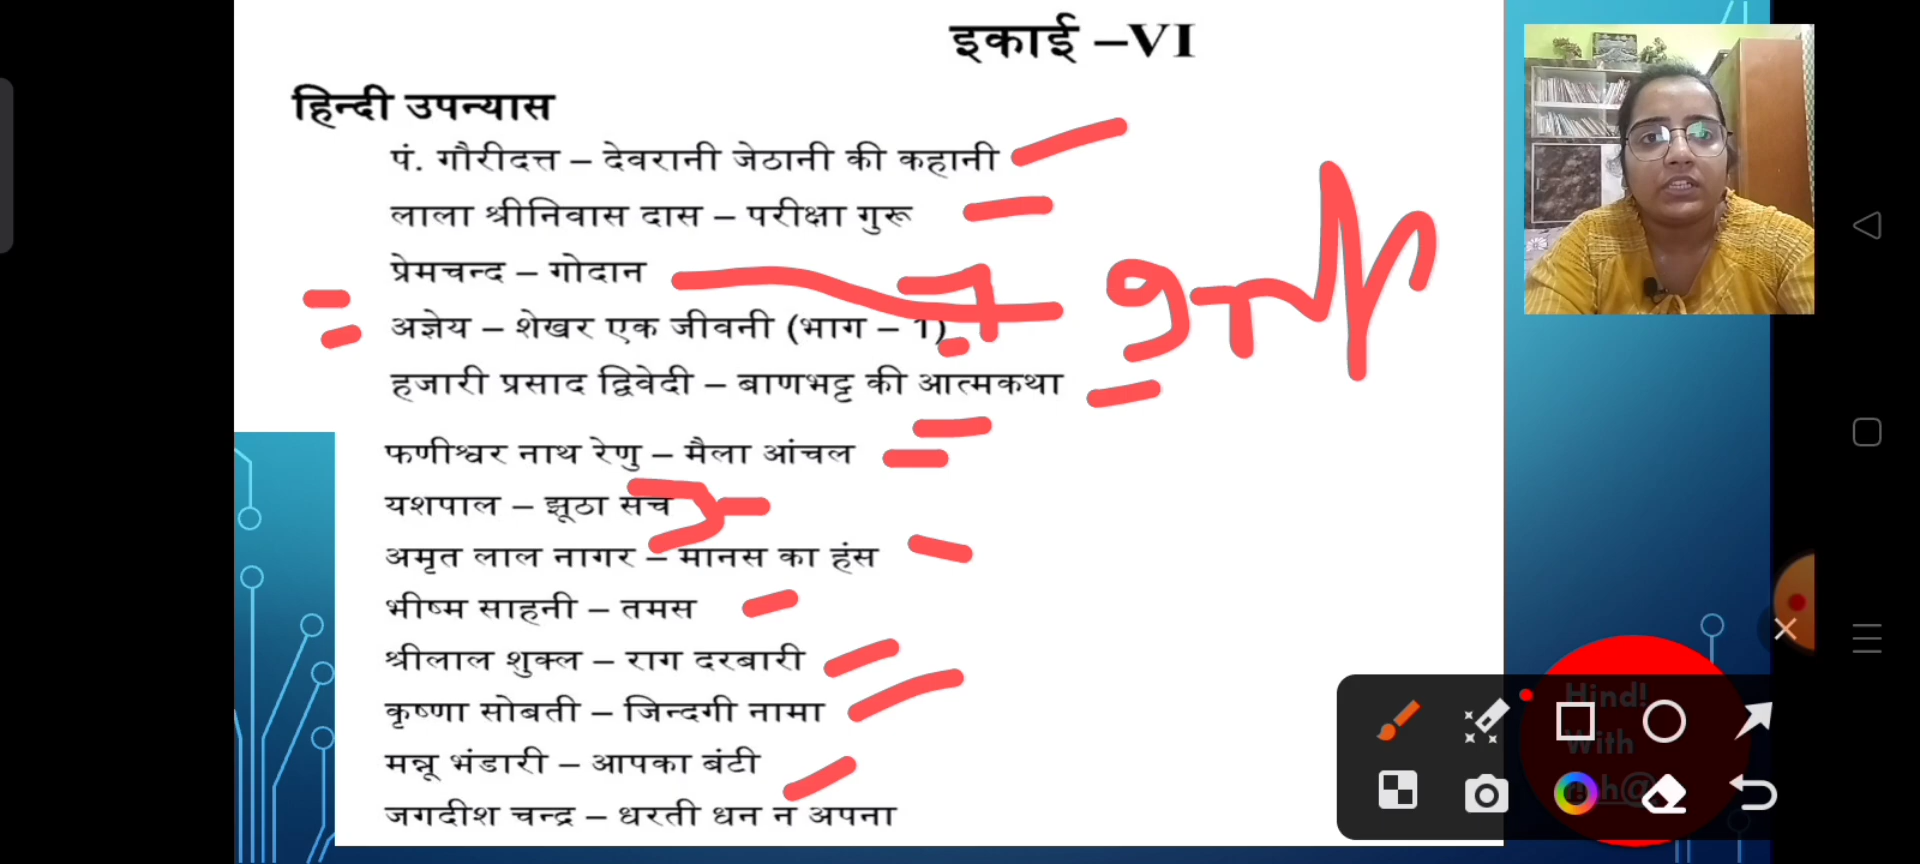 इकाई –VI
हिन्दी उपन्यास
पं. गौरीदत्त – देवरानी जेठानी की कहानी
लाला श्रीनिवास दास – परीक्षा गुरू
प्रेमचन्द – गोदान
अज्ञेय – शेखर एक जीवनी (भाग – 1)
हजारी प्रसाद द्विवेदी – बाणभट्ट की आत्मकथा
फणीश्वर नाथ रेणु – मैला आंचल
यशपाल – झूठा सच
अमृत लाल नागर – मानस का हंस
भीष्म साहनी – तमस
श्रीलाल शुक्ल – राग दरबारी
कृष्णा सोबती – जिन्दगी नामा
मन्नू भंडारी – आपका बंटी
जगदीश चन्द्र – धरती धन न अपना
Hind!
With